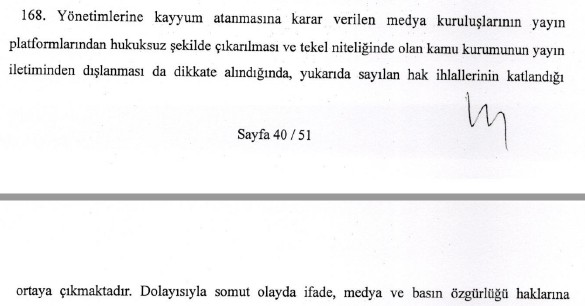 168. Yönetimlerine kayyum atanmasına karar verilen medya kuruluşlarının yayın
platformlarından hukuksuz şekilde çıkarılması ve tekel niteliğinde olan kamu kurumunun yayın
iletiminden dışlanması da dikkate alındığında, yukarıda sayılan hak ihlallerinin katlandığı
Sayfa 40 / 51
ortaya çıkmaktadır. Dolayısıyla somut olayda ifade, medya ve basın özgürlüğü haklarına